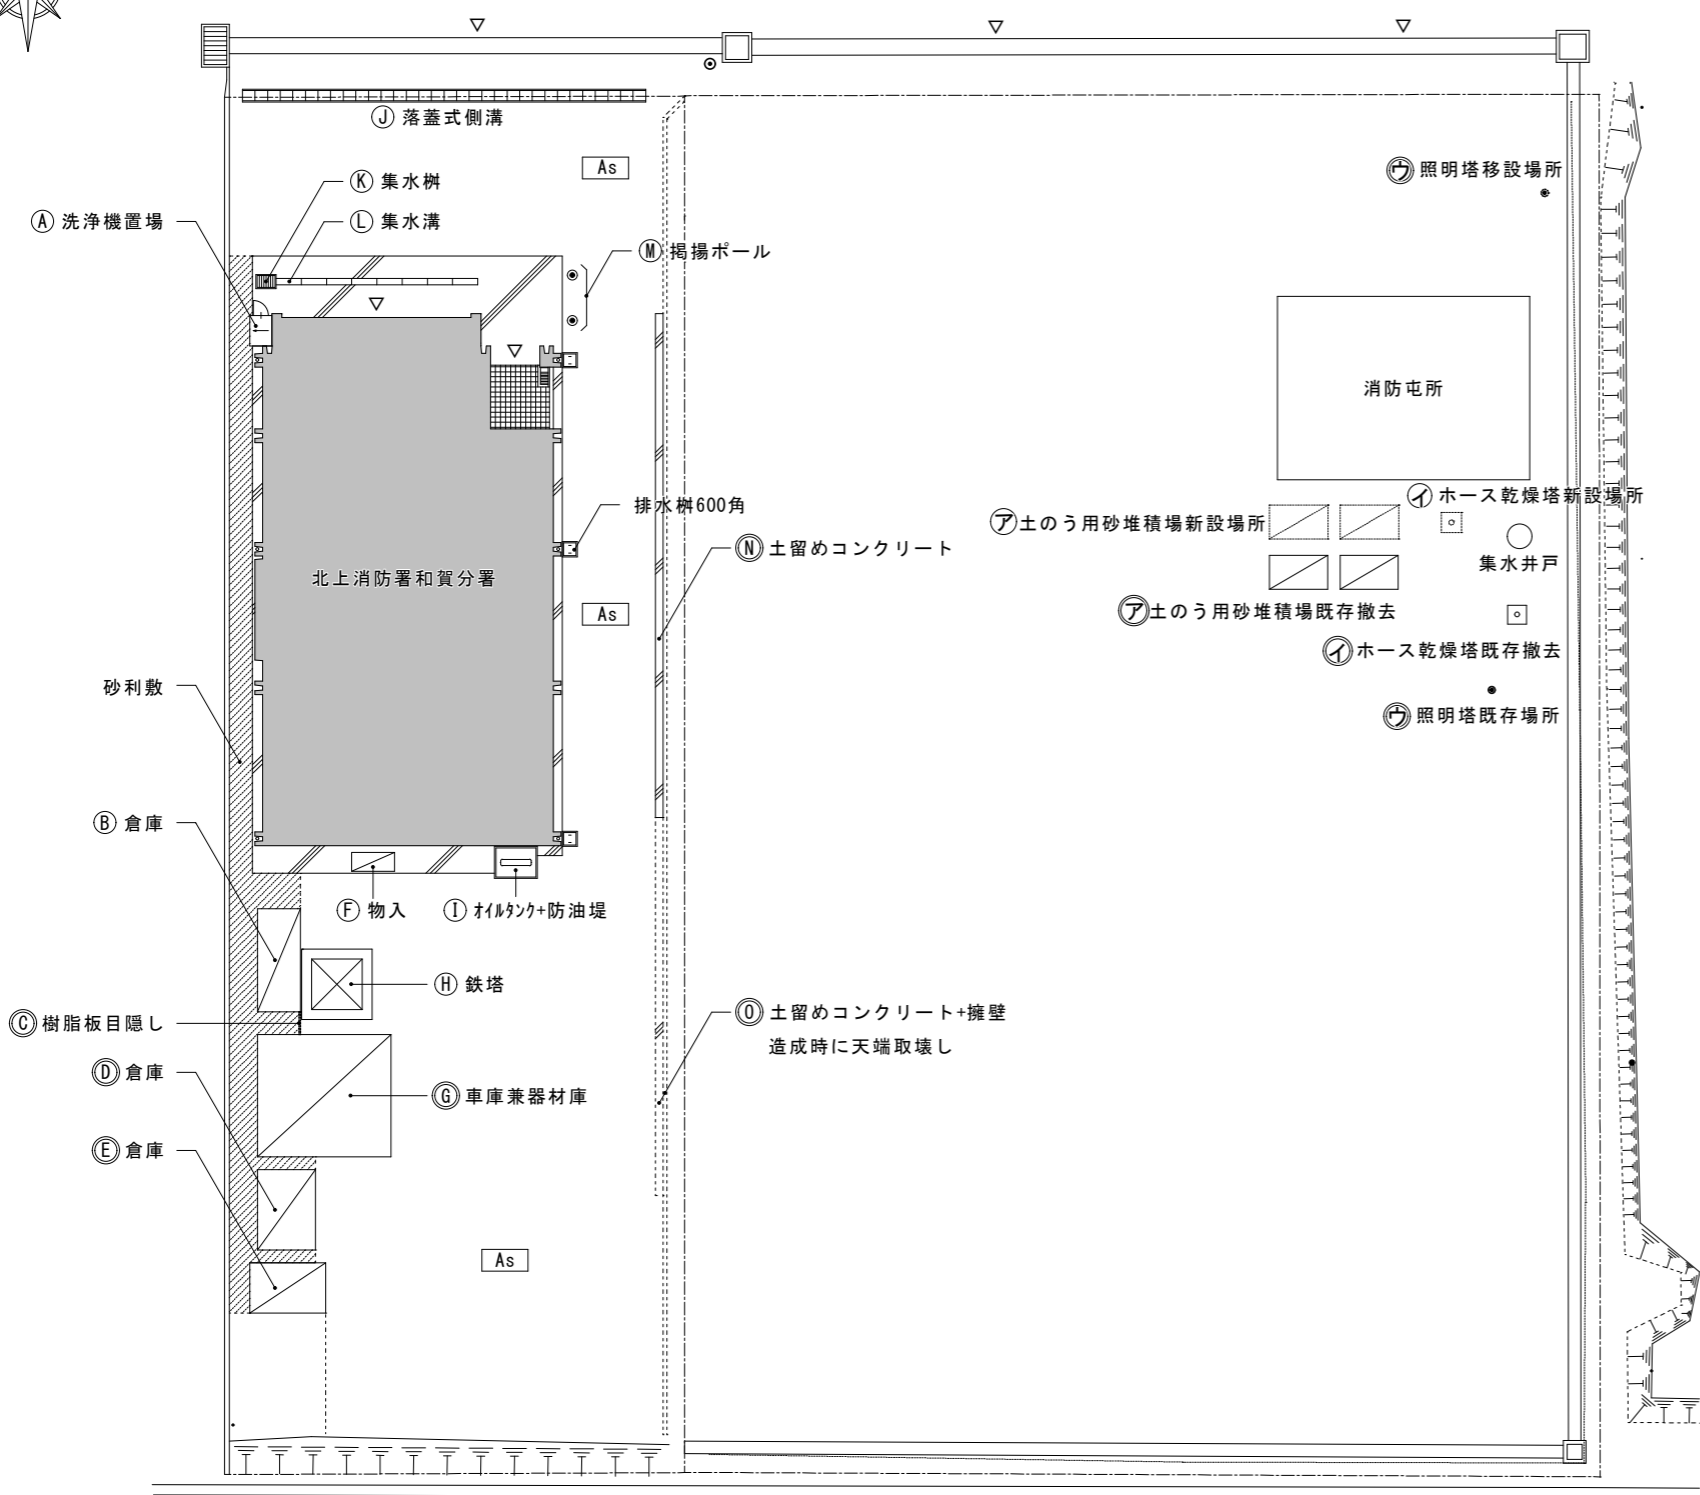 Ⓙ 落蓋式側溝
As
㋒ 照明塔移設場所
Ⓚ 集水桝
Ⓐ 洗浄機置場
Ⓛ 集水溝
Ⓜ 掲揚ポール
消防屯所
㋑ ホース乾燥塔新設場所
排水桝600角
㋐土のう用砂堆積場新設場所
Ⓝ 土留めコンクリート
集水井戸
北上消防署和賀分署
As
㋐土のう用砂堆積場既存撤去
㋑ホース乾燥塔既存撤去
砂利敷
㋒ 照明塔既存場所
Ⓑ 倉庫
Ⓕ 物入
Ⓘ ｵｲﾙﾀﾝｸ+防油堤
Ⓗ 鉄塔
Ⓞ 土留めコンクリート+擁壁
造成時に天端取壊し
Ⓒ 樹脂板目隠し
Ⓓ 倉庫
Ⓖ 車庫兼器材庫
Ⓔ 倉庫
As